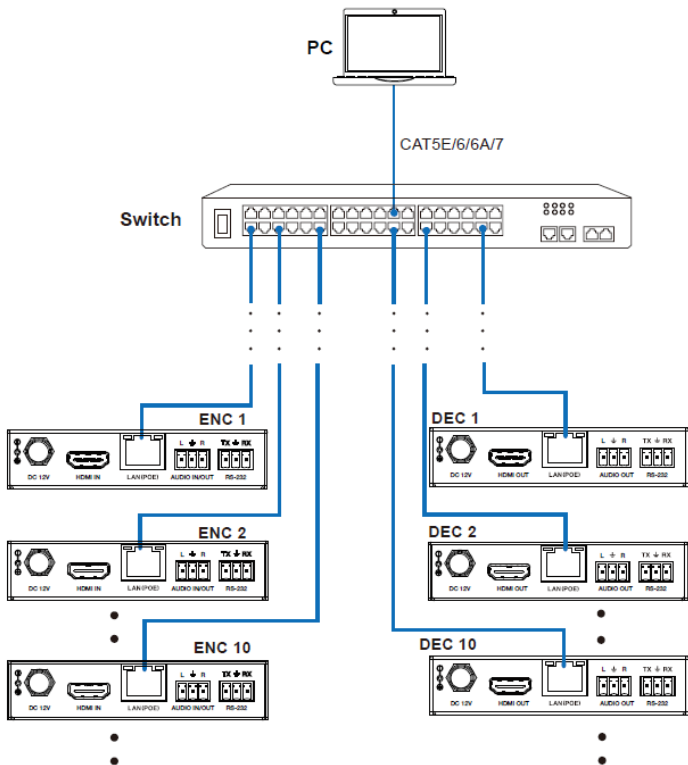 PC
CAT5E/6/6A/7
Switch
ENC 1
L R TX RX
DC 12V HDMI IN LAN(POE) AUDIO IN/OUT RS-232
DEC 1
L R TX RX
DC 12V HDMI OUT LAN(POE) AUDIO OUT RS-232
ENC 2
L R TX RX
DC 12V HDMI IN LAN(POE) AUDIO IN/OUT RS-232
DEC 2
L R TX RX
DC 12V HDMI OUT LAN(POE) AUDIO OUT RS-232
ENC 10
L R TX RX
DC 12V HDMI IN LAN(POE) AUDIO IN/OUT RS-232
DEC 10
L R TX RX
DC 12V HDMI OUT LAN(POE) AUDIO OUT RS-232